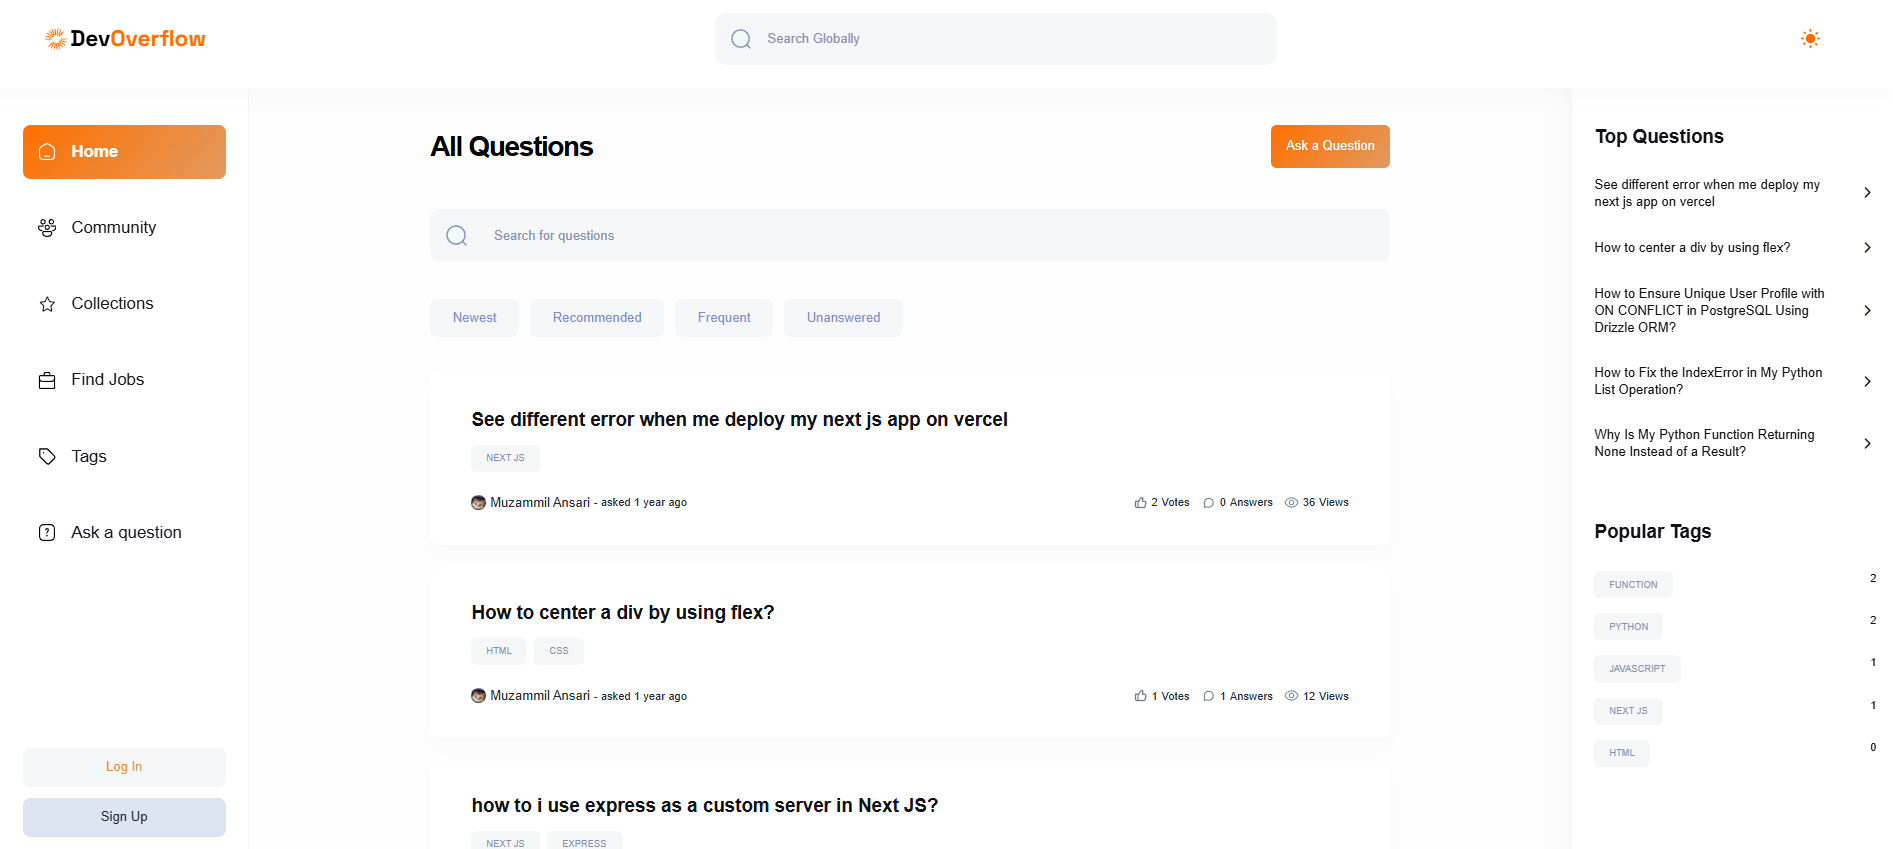 DevOverflow
Search Globally
Home
Community
Collections
Find Jobs
Tags
Ask a question
Log In
Sign Up
All Questions
Ask a Question
Search for questions
Newest Recommended Frequent Unanswered
See different error when me deploy my next js app on vercel
NEXT JS
Muzammil Ansari - asked 1 year ago
2 Votes 0 Answers 36 Views
How to center a div by using flex?
HTML CSS
Muzammil Ansari - asked 1 year ago
1 Votes 1 Answers 12 Views
how to i use express as a custom server in Next JS?
NEXT JS EXPRESS
Top Questions
See different error when me deploy my
next js app on vercel
How to center a div by using flex?
How to Ensure Unique User Profile with
ON CONFLICT in PostgreSQL Using
Drizzle ORM?
How to Fix the IndexError in My Python
List Operation?
Why Is My Python Function Returning
None Instead of a Result?
Popular Tags
FUNCTION 2
PYTHON 2
JAVASCRIPT 1
NEXT JS 1
HTML 0